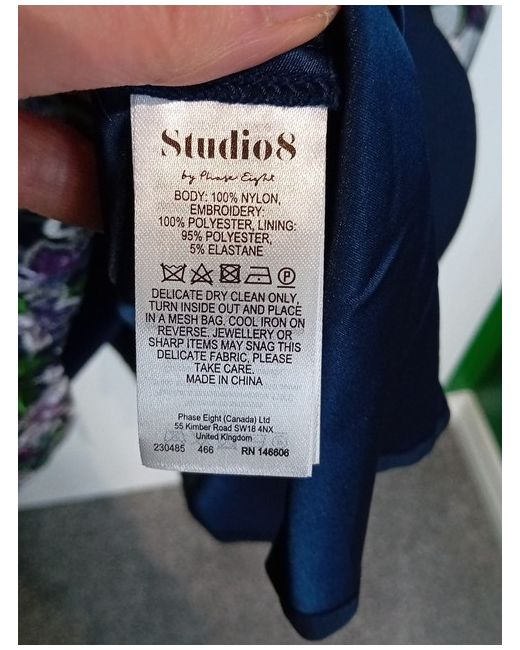 Studio8
by Phase Eight
BODY: 100% NYLON,
EMBROIDERY:
100% POLYESTER, LINING:
95% POLYESTER,
5% ELASTANE
P
DELICATE DRY CLEAN ONLY,
TURN INSIDE OUT AND PLACE
IN A MESH BAG. COOL IRON ON
REVERSE. JEWELLERY OR
SHARP ITEMS MAY SNAG THIS
DELICATE FABRIC, PLEASE
TAKE CARE.
MADE IN CHINA
Phase Eight (Canada) Ltd
55 Kimber Road SW18 4NX
United Kingdom
230485 466 RN 146606